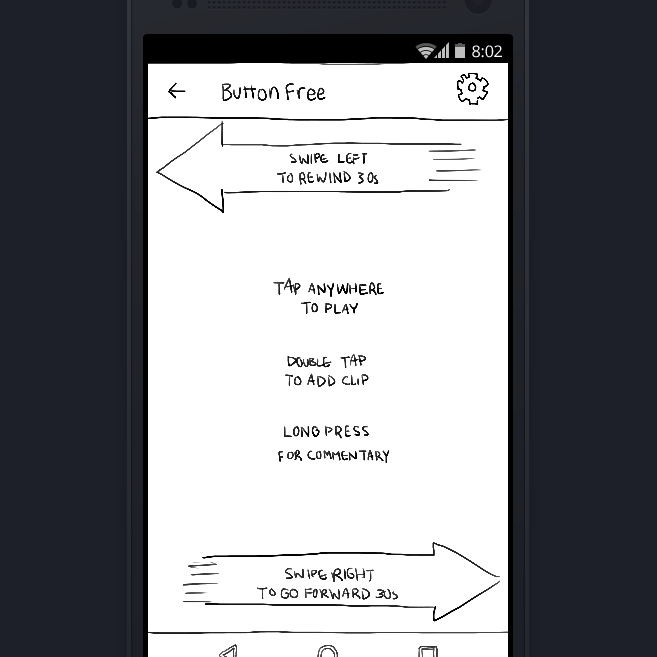 8:02
Button Free
SWIPE LEFT
TO REWIND 30s
TAP ANYWHERE
TO PLAY
DOUBLE TAP
TO ADD CLIP
LONG PRESS
FOR COMMENTARY
SWIPE RIGHT
TO GO FORWARD 30s